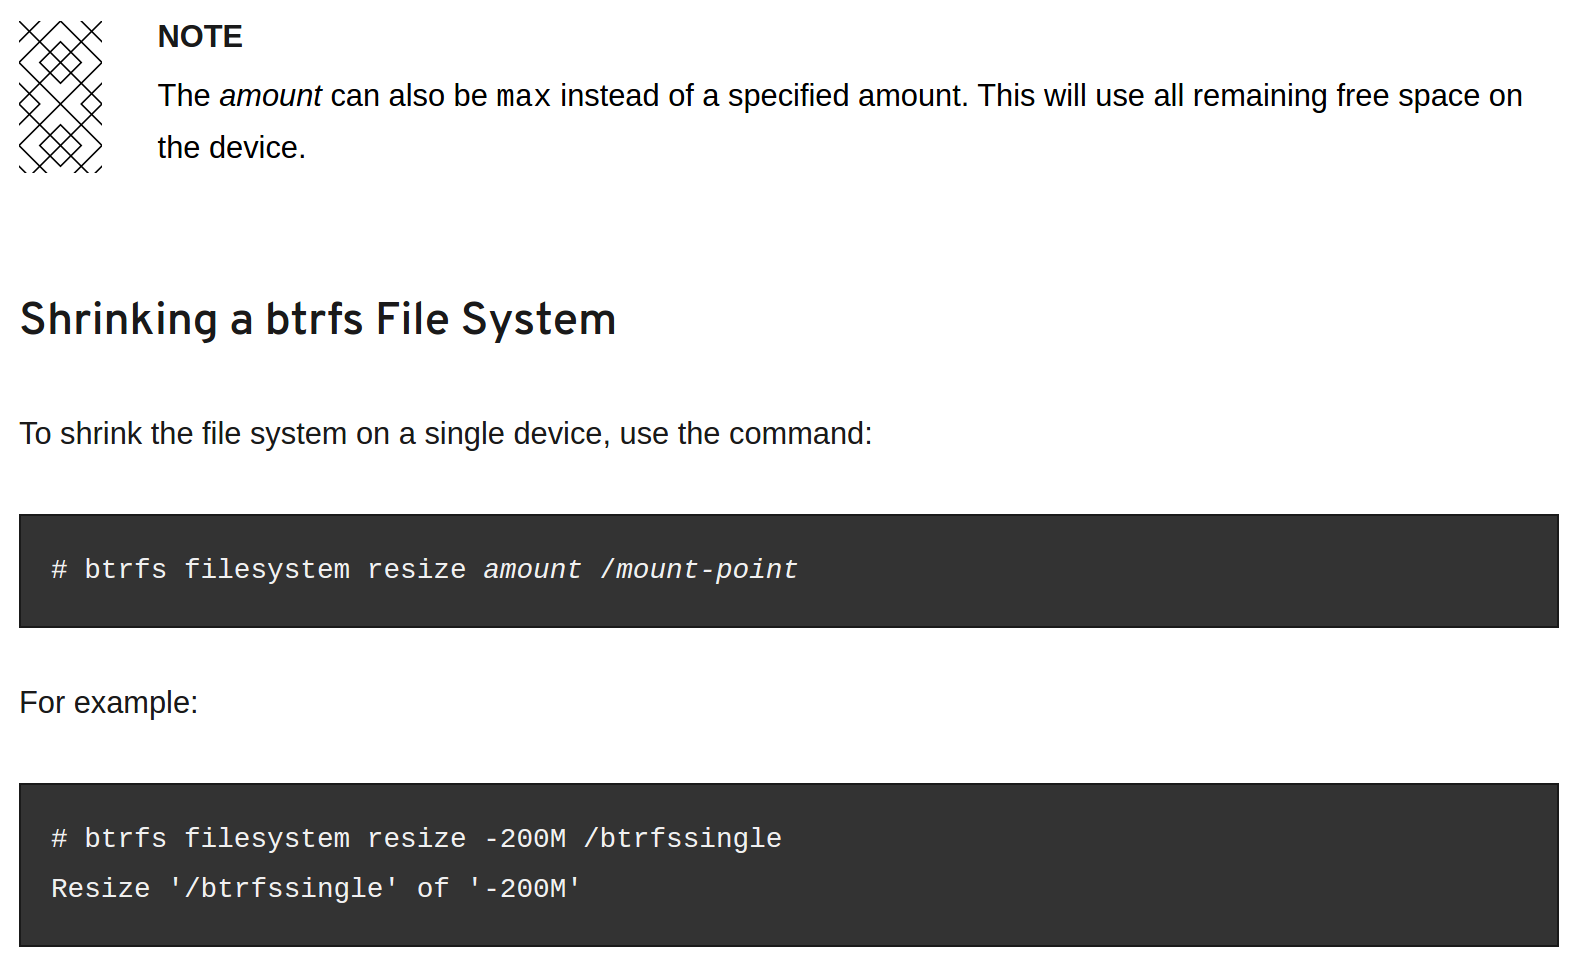 NOTE
The amount can also be max instead of a specified amount. This will use all remaining free space on
the device.
Shrinking a btrfs File System
To shrink the file system on a single device, use the command:
# btrfs filesystem resize amount /mount-point
For example:
# btrfs filesystem resize -200M /btrfssingle
Resize '/btrfssingle' of '-200M'